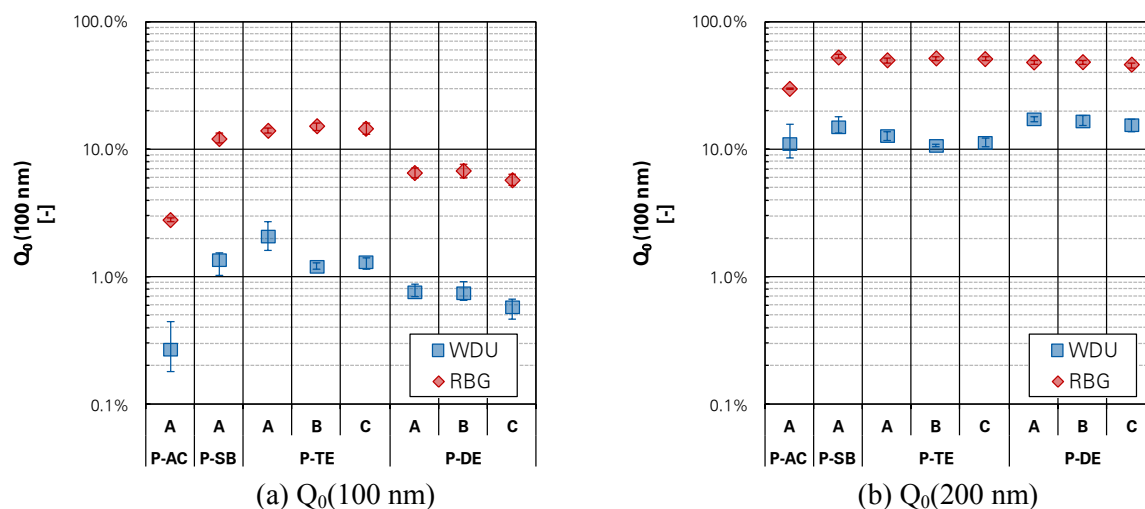 100.0%
10.0%
1.0%
0.1%
Q₀(100 nm)
[-]
WDU
RBG
A A A B C A B C
P-AC P-SB P-TE P-DE
(a) Q₀(100 nm)
100.0%
10.0%
1.0%
0.1%
Q₀(100 nm)
[-]
WDU
RBG
A A A B C A B C
P-AC P-SB P-TE P-DE
(b) Q₀(200 nm)